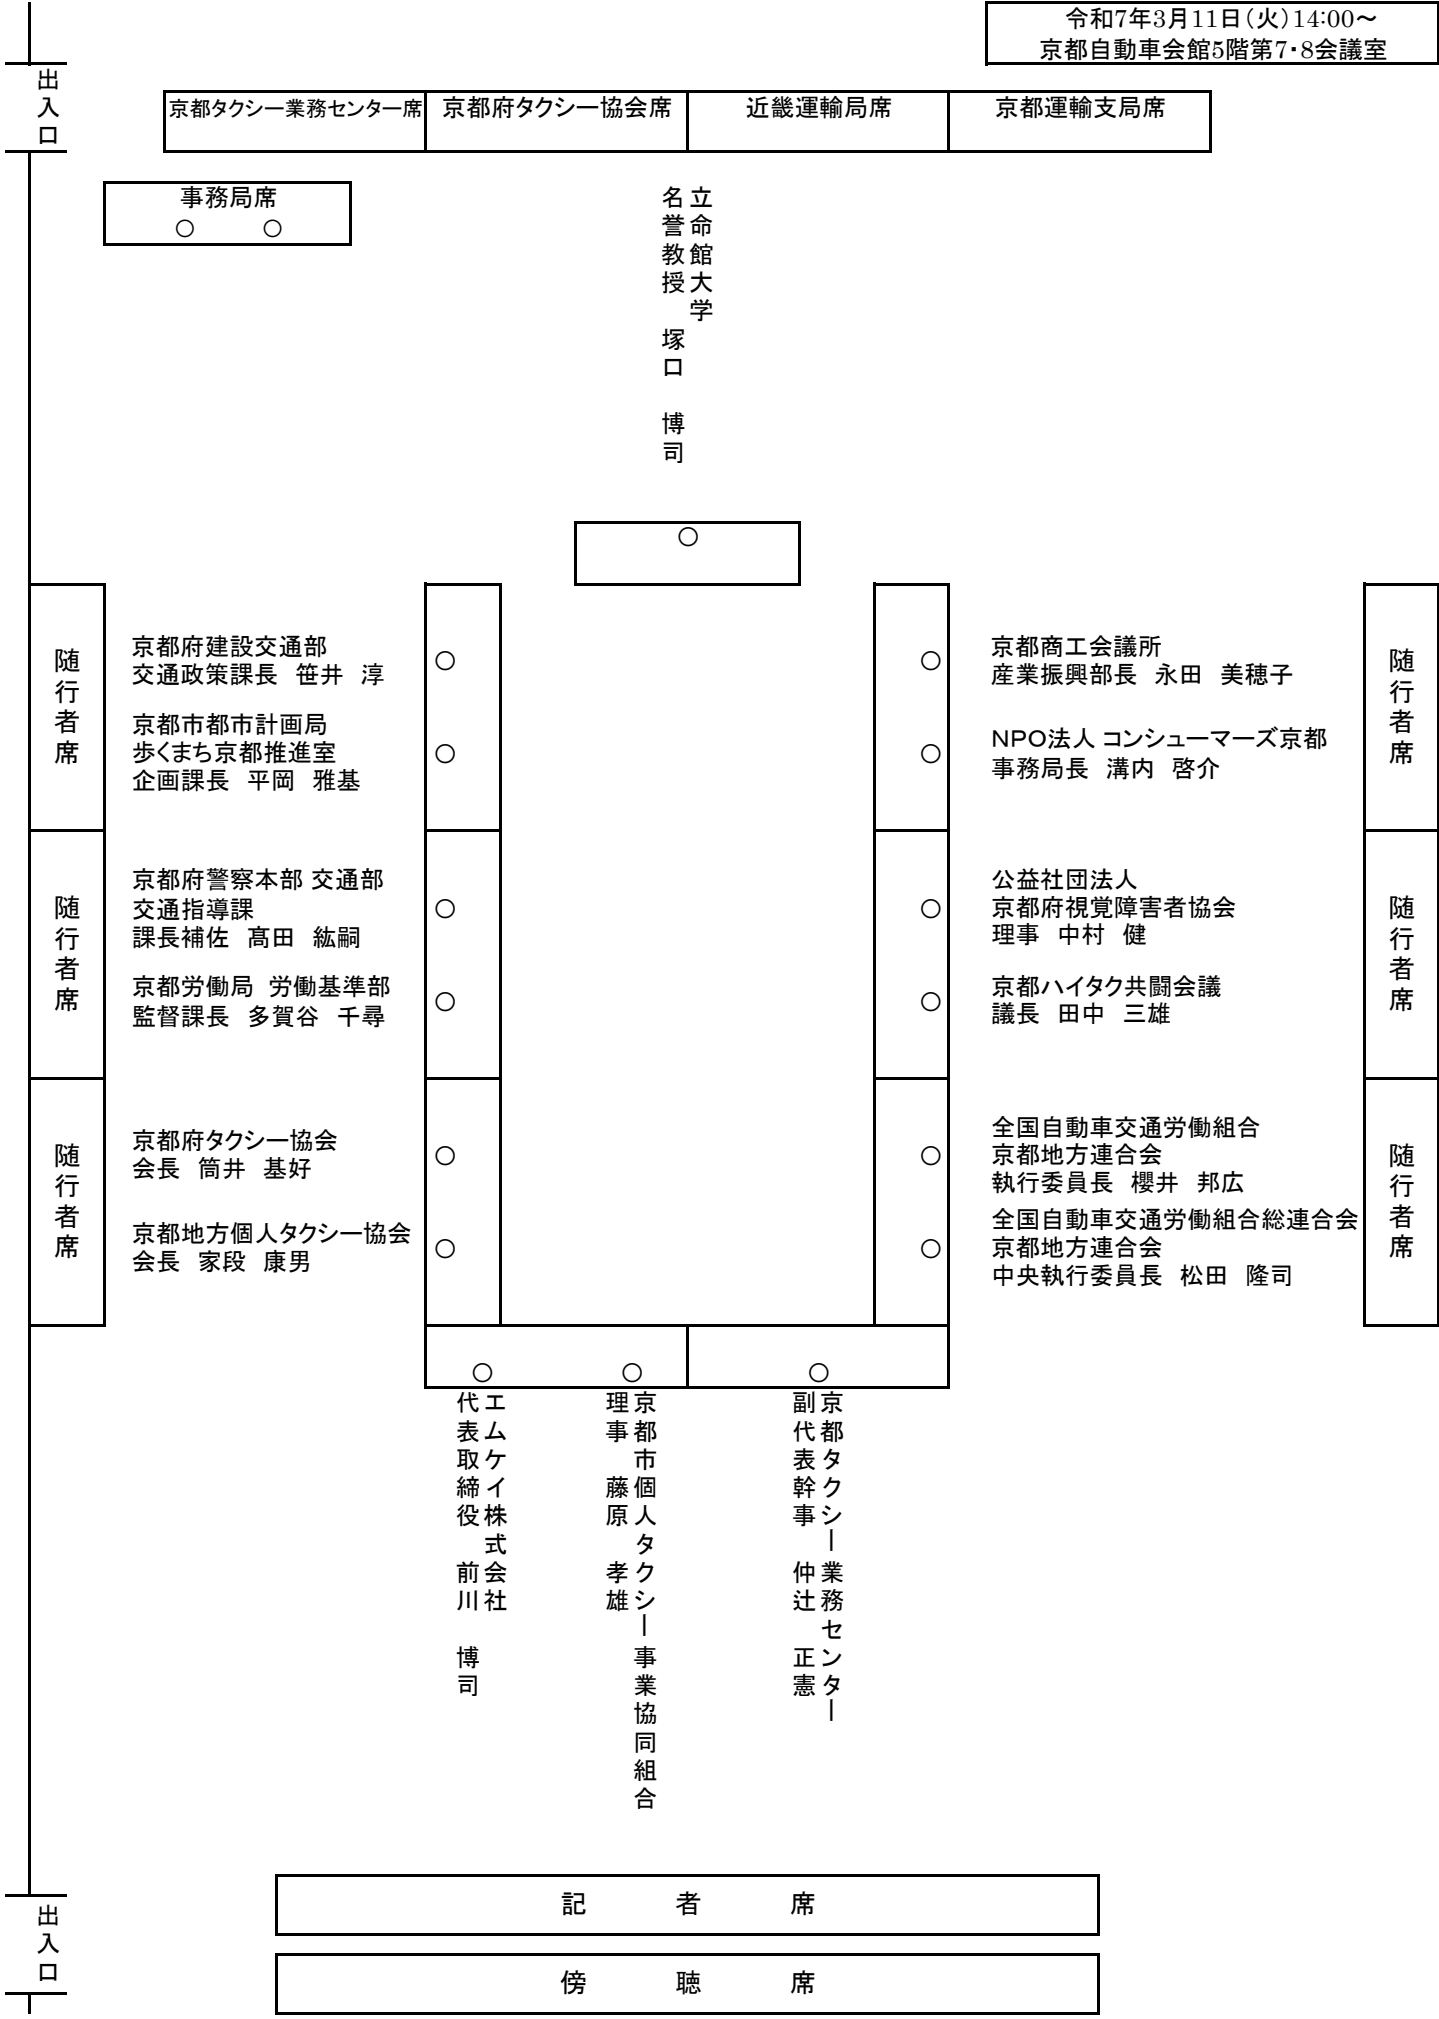 令和7年3月11日（火）14:00～
京都自動車会館5階第7・8会議室
出入口
京都タクシー業務センター席
京都府タクシー協会席
近畿運輸局席
京都運輸支局席
事務局席
○　○
立命館大学
名誉教授　塚口　博司
○
随行者席
京都府建設交通部
交通政策課長　笹井　淳
○
京都市都市計画局
歩くまち京都推進室
企画課長　平岡　雅基
○
随行者席
京都府警察本部 交通部
交通指導課
課長補佐　髙田　紘嗣
○
京都労働局 労働基準部
監督課長　多賀谷　千尋
○
随行者席
京都府タクシー協会
会長　筒井　基好
○
京都地方個人タクシー協会
会長　家段　康男
○
○
京都商工会議所
産業振興部長　永田　美穂子
○
NPO法人 コンシューマーズ京都
事務局長　溝内　啓介
随行者席
○
公益社団法人
京都府視覚障害者協会
理事　中村　健
○
京都ハイタク共闘会議
議長　田中　三雄
随行者席
○
全国自動車交通労働組合
京都地方連合会
執行委員長　櫻井　邦広
○
全国自動車交通労働組合総連合会
京都地方連合会
中央執行委員長　松田　隆司
随行者席
○
エムケイ株式会社
代表取締役　前川　博司
○
京都市個人タクシー事業協同組合
理事　藤原　孝雄
○
京都タクシー業務センター
副代表幹事　仲辻　正憲
記者席
出入口
傍聴席